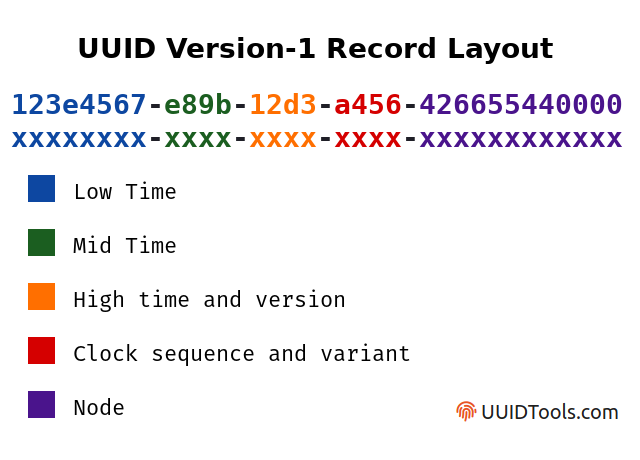 UUID Version-1 Record Layout
123e4567-e89b-12d3-a456-426655440000
xxxxxxxx-xxxx-xxxx-xxxx-xxxxxxxxxxxx
Low Time
Mid Time
High time and version
Clock sequence and variant
Node
UUIDTools.com